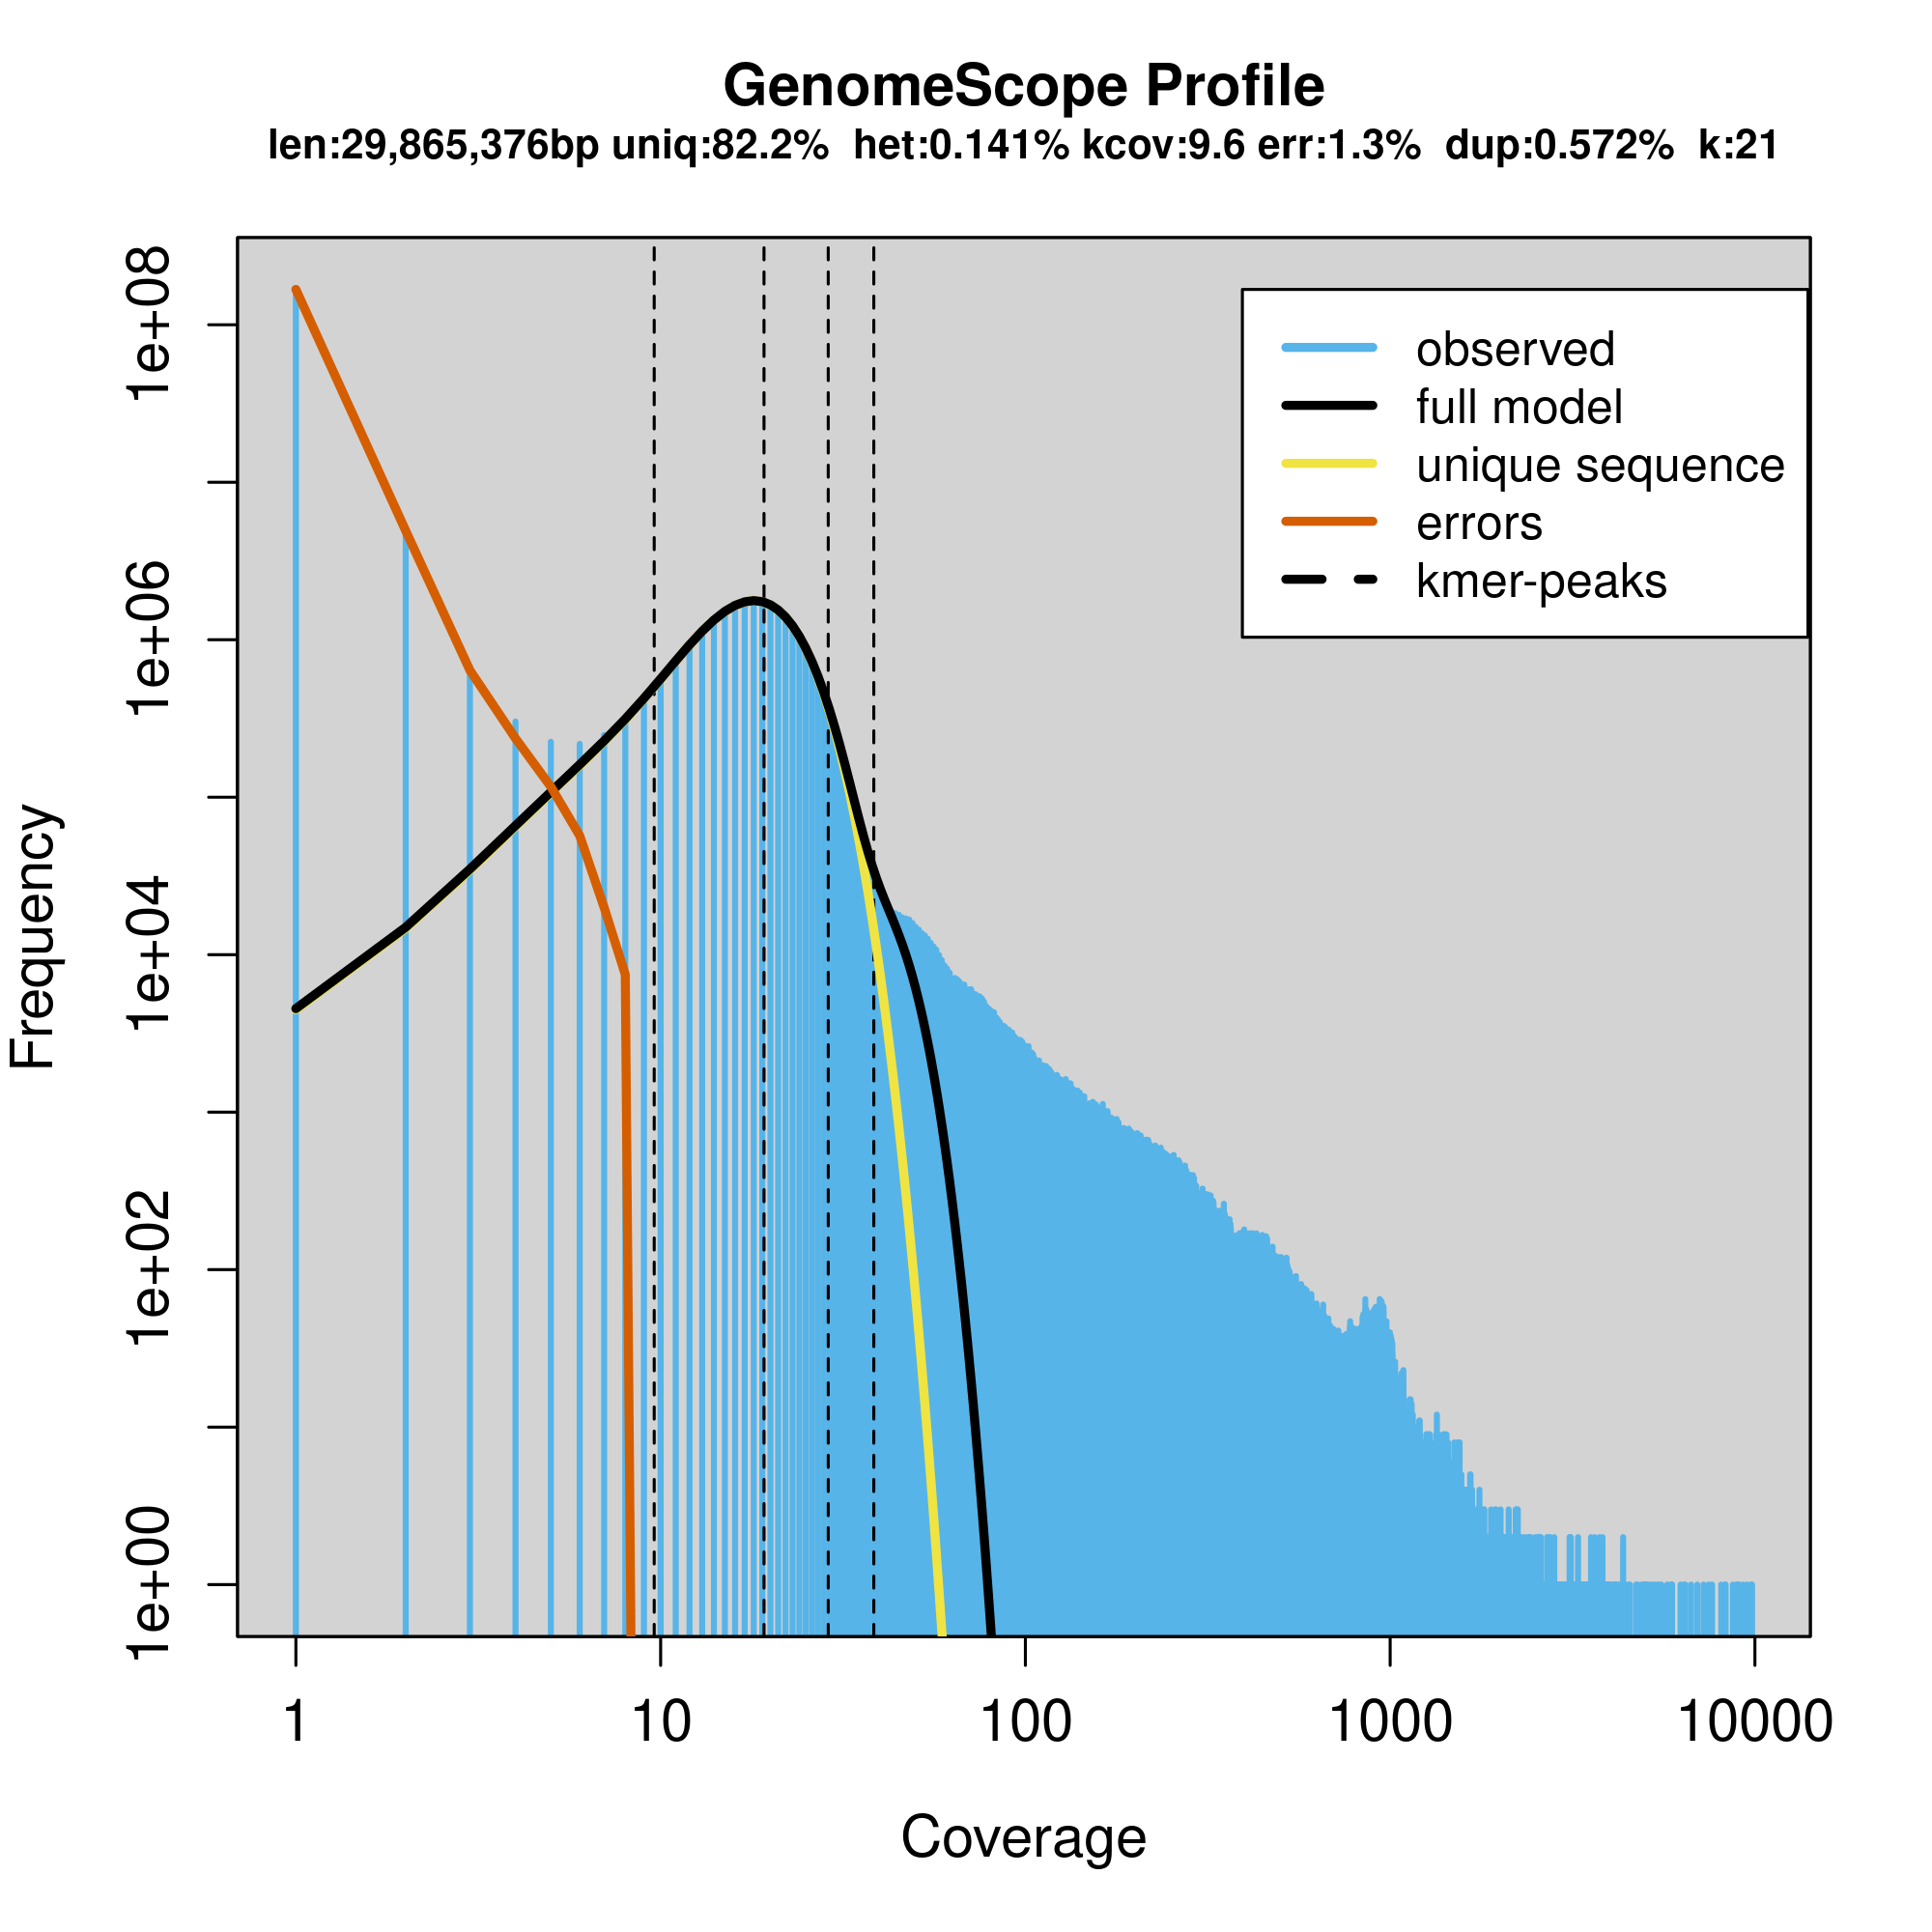 GenomeScope Profile
len:29,865,376bp uniq:82.2% het:0.141% kcov:9.6 err:1.3% dup:0.572% k:21
observed
full model
unique sequence
errors
kmer-peaks
Frequency
1e+08
1e+06
1e+04
1e+02
1e+00
1 10 100 1000 10000
Coverage